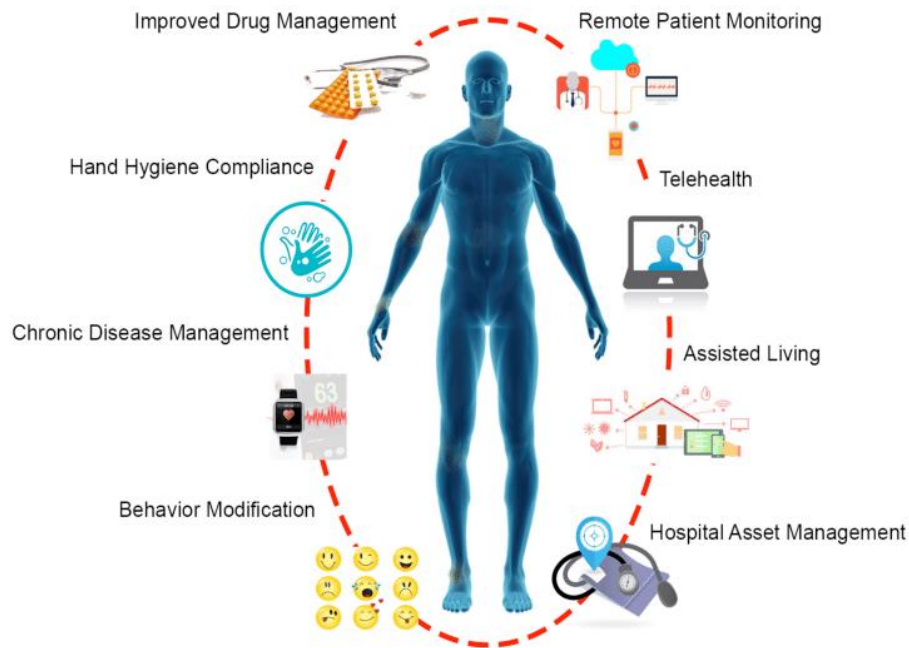 Improved Drug Management
Remote Patient Monitoring
Hand Hygiene Compliance
Telehealth
Chronic Disease Management
Assisted Living
63
Behavior Modification
Hospital Asset Management